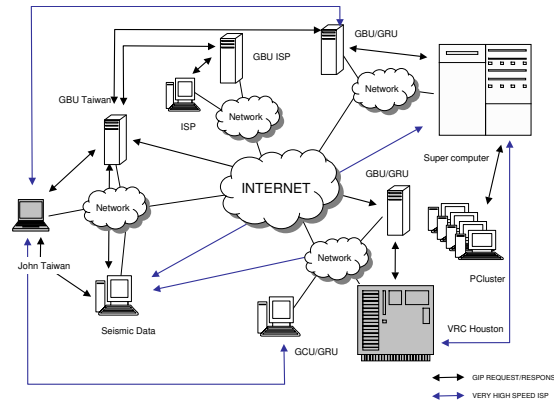 GBU/GRU
GBU ISP
Network
GBU Taiwan
ISP
Network
Super computer
INTERNET
GBU/GRU
Network
John Taiwan
Network
PCluster
Seismic Data
GCU/GRU
VRC Houston
GIP REQUEST/RESPONS
VERY HIGH SPEED ISP